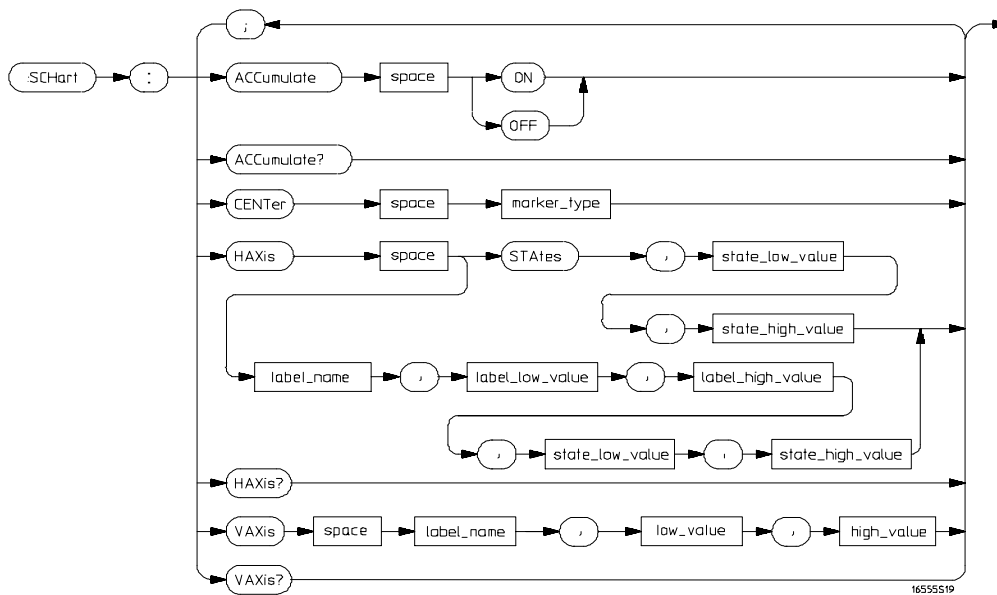 ;
:SCHart : ACCumulate space ON
OFF
ACCumulate?
CENTer space marker_type
HAXis space STAtes , state_low_value
, state_high_value
label_name , label_low_value , label_high_value
, state_low_value , state_high_value
HAXis?
VAXis space label_name , low_value , high_value
VAXis?
16555S19